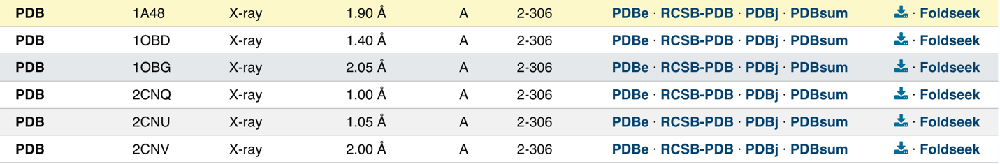 PDB 1A48 X-ray 1.90 Å A 2-306 PDBe · RCSB-PDB · PDBj · PDBsum · Foldseek
PDB 1OBD X-ray 1.40 Å A 2-306 PDBe · RCSB-PDB · PDBj · PDBsum · Foldseek
PDB 1OBG X-ray 2.05 Å A 2-306 PDBe · RCSB-PDB · PDBj · PDBsum · Foldseek
PDB 2CNQ X-ray 1.00 Å A 2-306 PDBe · RCSB-PDB · PDBj · PDBsum · Foldseek
PDB 2CNU X-ray 1.05 Å A 2-306 PDBe · RCSB-PDB · PDBj · PDBsum · Foldseek
PDB 2CNV X-ray 2.00 Å A 2-306 PDBe · RCSB-PDB · PDBj · PDBsum · Foldseek